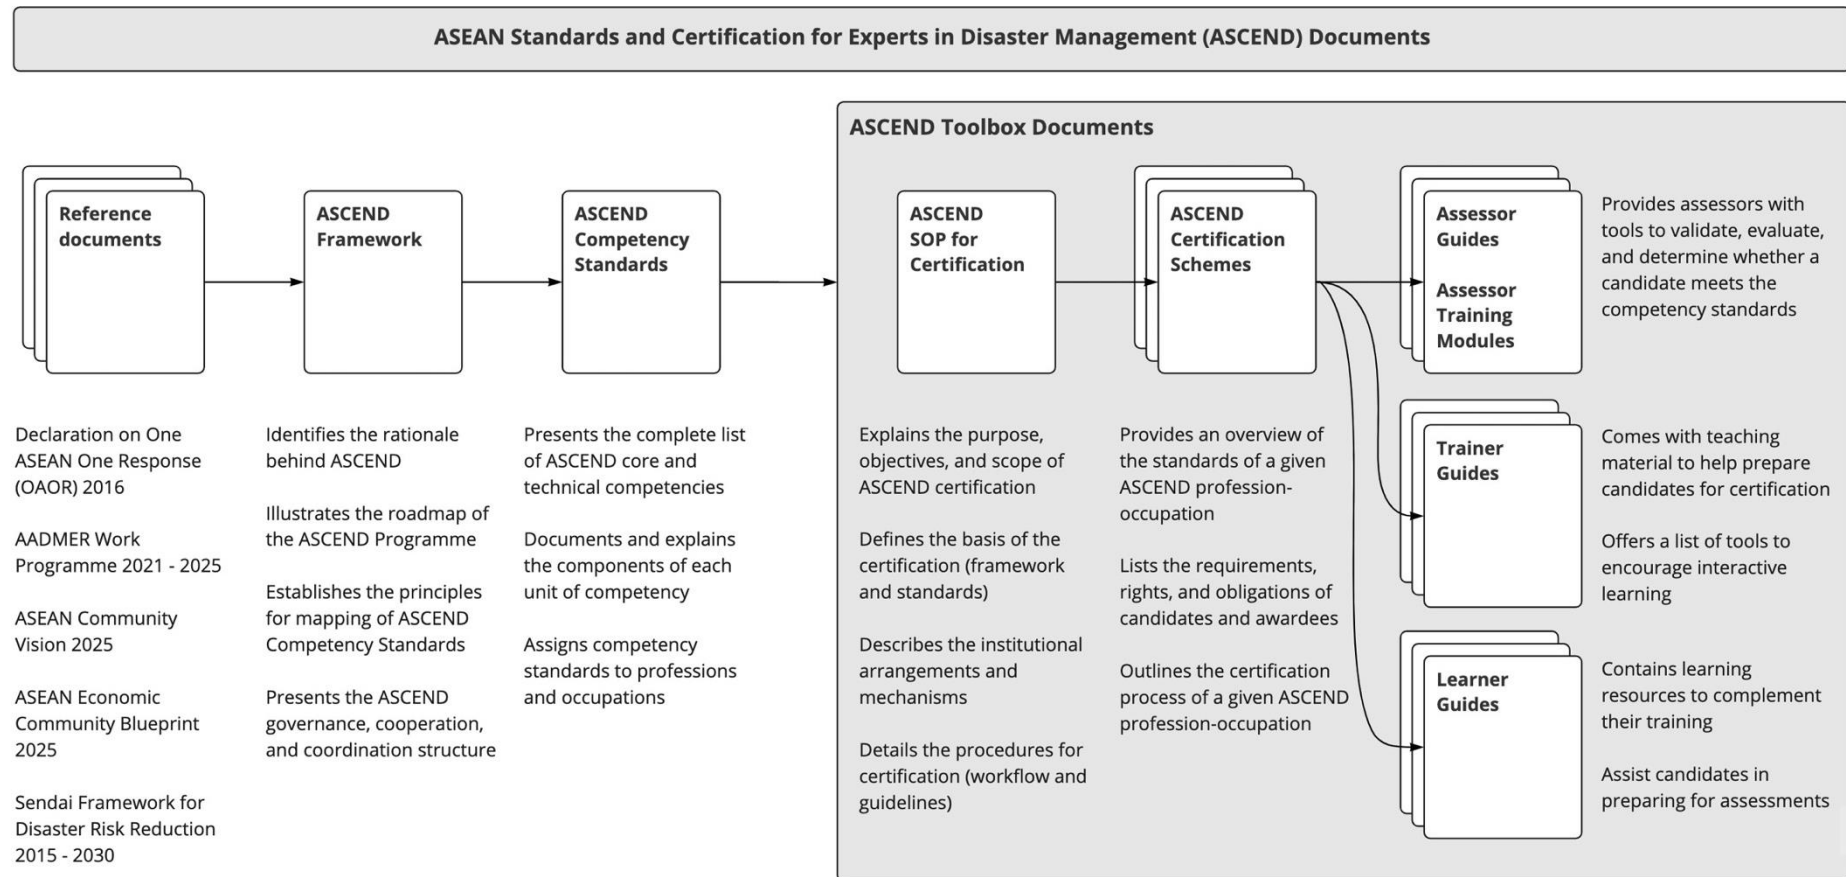 ASEAN Standards and Certification for Experts in Disaster Management (ASCEND) Documents
ASCEND Toolbox Documents
Reference
documents
ASCEND
Framework
ASCEND
Competency
Standards
ASCEND
SOP for
Certification
ASCEND
Certification
Schemes
Assessor
Guides
Assessor
Training
Modules
Provides assessors with
tools to validate, evaluate,
and determine whether a
candidate meets the
competency standards
Trainer
Guides
Comes with teaching
material to help prepare
candidates for certification
Offers a list of tools to
encourage interactive
learning
Learner
Guides
Contains learning
resources to complement
their training
Assist candidates in
preparing for assessments
Declaration on One
ASEAN One Response
(OAOR) 2016
AADMER Work
Programme 2021 - 2025
ASEAN Community
Vision 2025
ASEAN Economic
Community Blueprint
2025
Sendai Framework for
Disaster Risk Reduction
2015 - 2030
Identifies the rationale
behind ASCEND
Illustrates the roadmap of
the ASCEND Programme
Establishes the principles
for mapping of ASCEND
Competency Standards
Presents the ASCEND
governance, cooperation,
and coordination structure
Presents the complete list
of ASCEND core and
technical competencies
Documents and explains
the components of each
unit of competency
Assigns competency
standards to professions
and occupations
Explains the purpose,
objectives, and scope of
ASCEND certification
Defines the basis of the
certification (framework
and standards)
Describes the institutional
arrangements and
mechanisms
Details the procedures for
certification (workflow and
guidelines)
Provides an overview of
the standards of a given
ASCEND profession-
occupation
Lists the requirements,
rights, and obligations of
candidates and awardees
Outlines the certification
process of a given ASCEND
profession-occupation